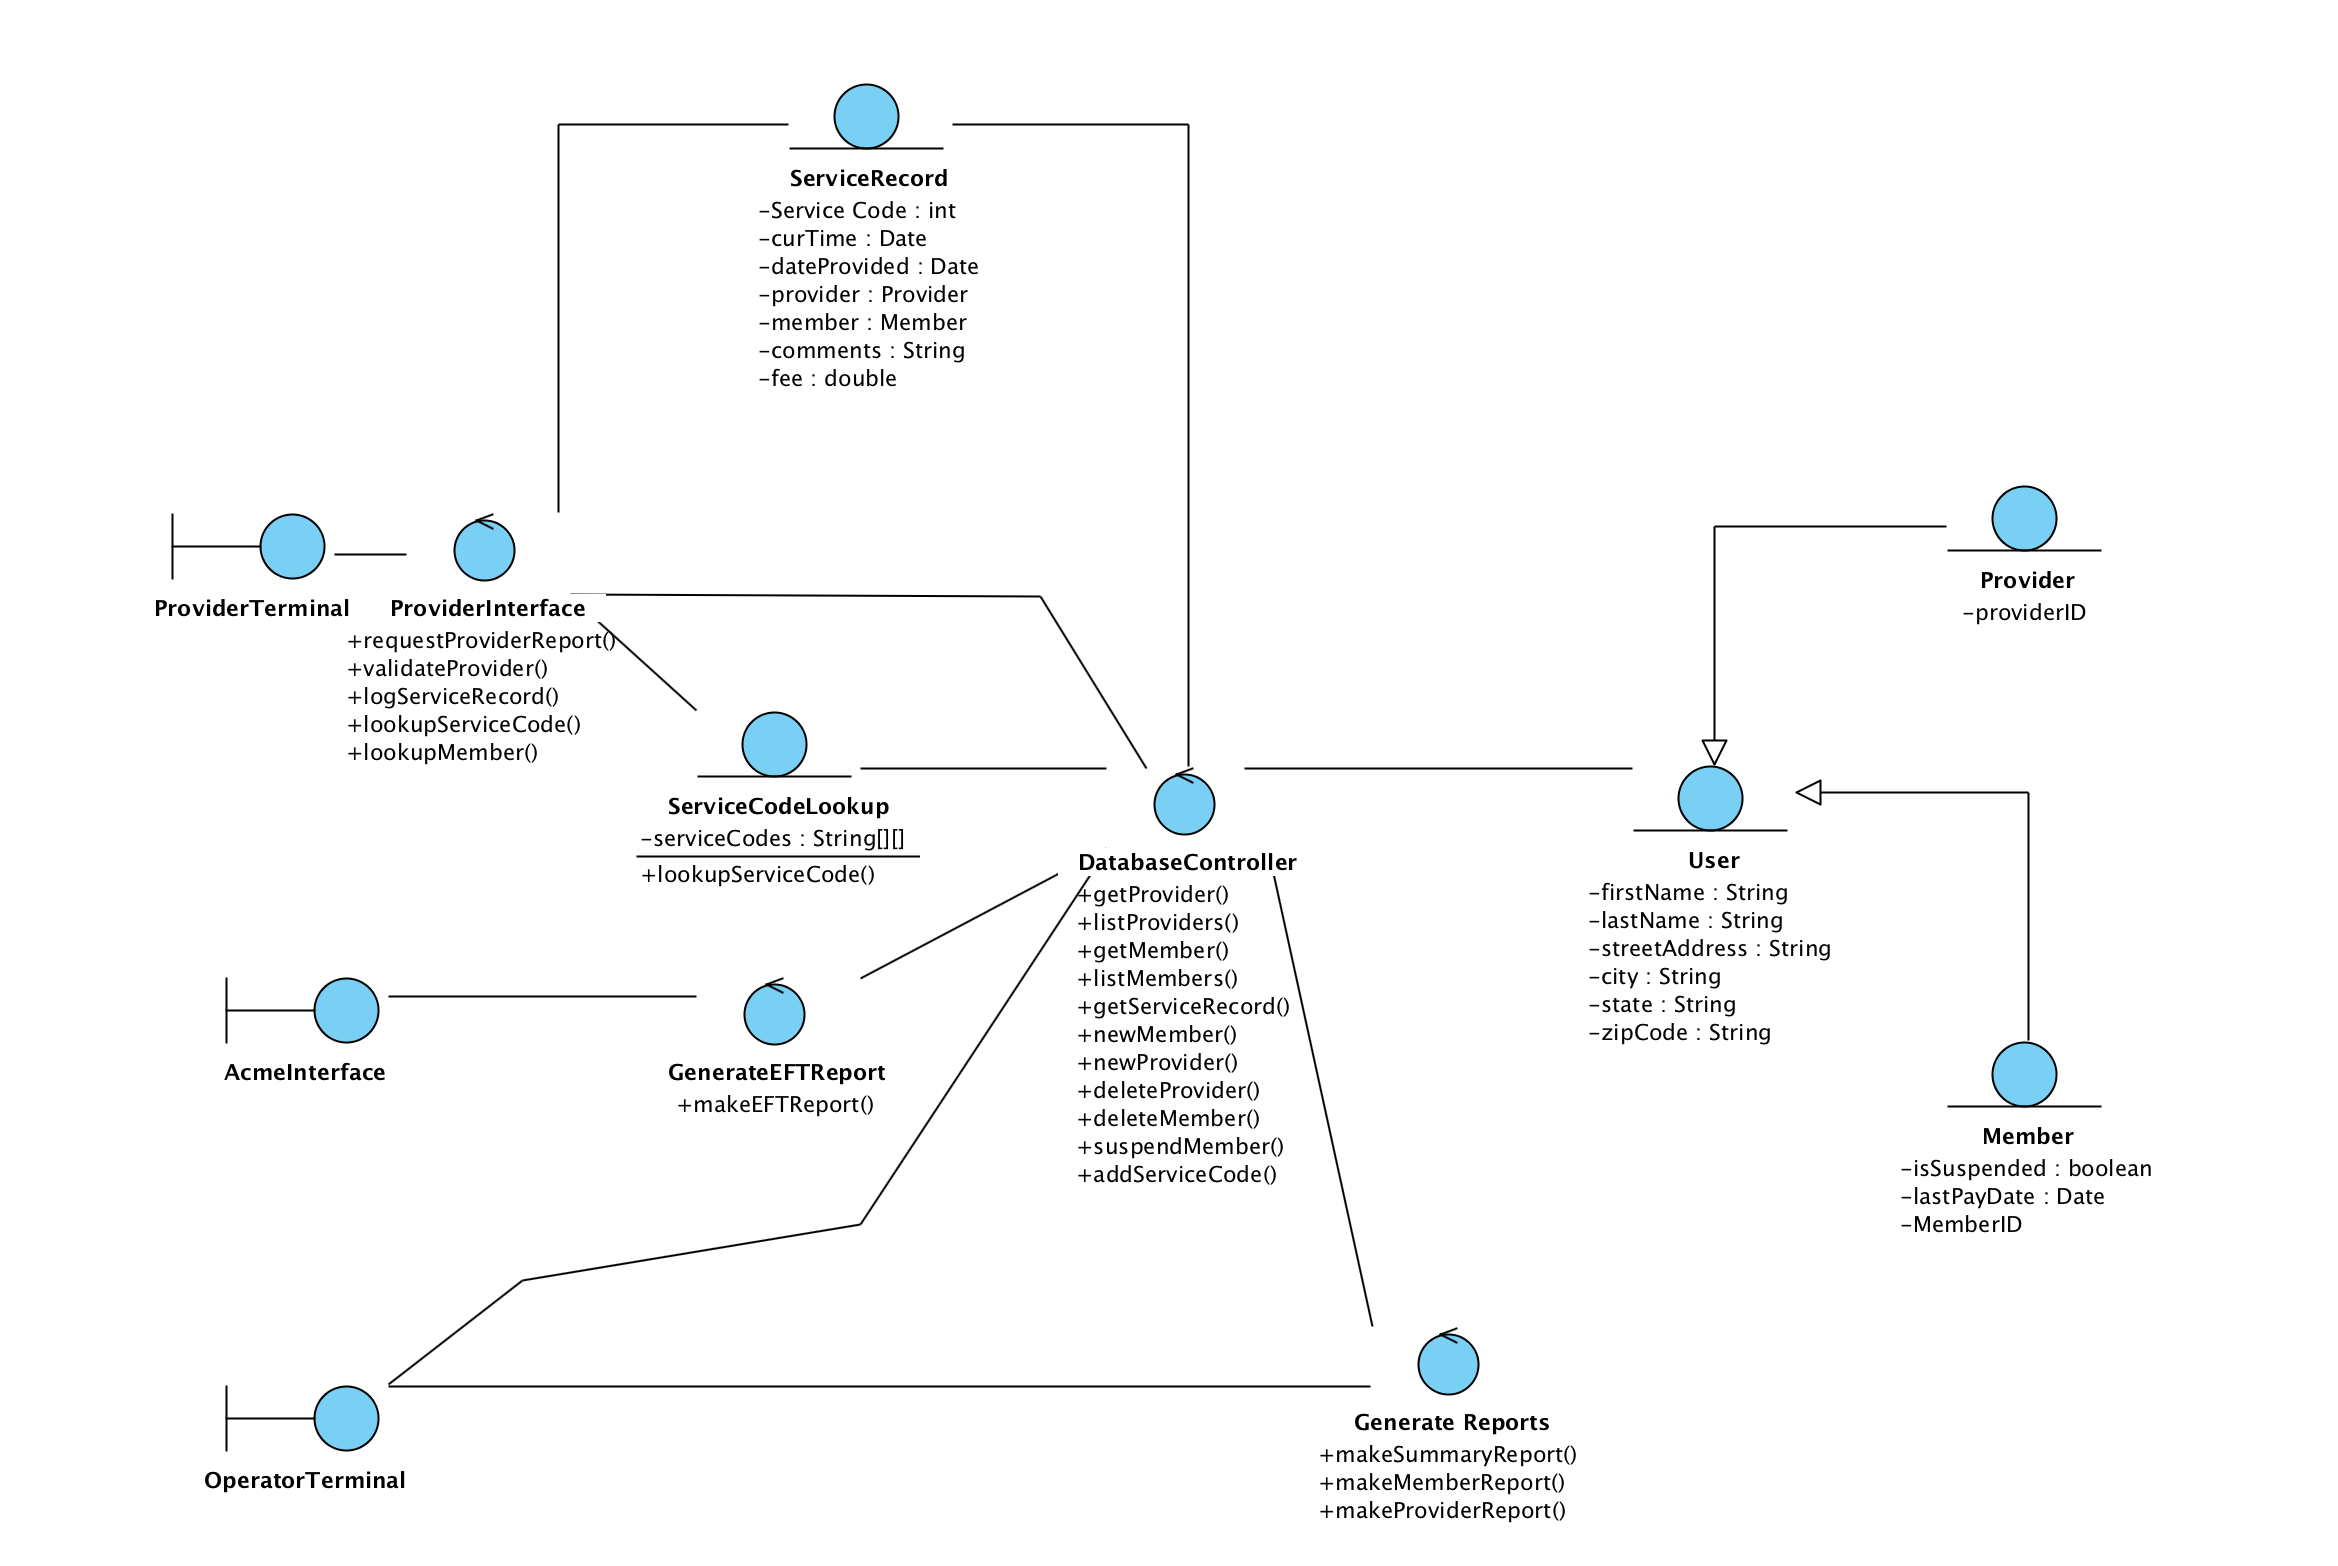 ServiceRecord
-Service Code : int
-curTime : Date
-dateProvided : Date
-provider : Provider
-member : Member
-comments : String
-fee : double
ProviderTerminal
ProviderInterface
+requestProviderReport()
+validateProvider()
+logServiceRecord()
+lookupServiceCode()
+lookupMember()
Provider
-providerID
ServiceCodeLookup
-serviceCodes : String[][]
+lookupServiceCode()
DatabaseController
+getProvider()
+listProviders()
+getMember()
+listMembers()
+getServiceRecord()
+newMember()
+newProvider()
+deleteProvider()
+deleteMember()
+suspendMember()
+addServiceCode()
User
-firstName : String
-lastName : String
-streetAddress : String
-city : String
-state : String
-zipCode : String
AcmeInterface
GenerateEFTReport
+makeEFTReport()
Member
-isSuspended : boolean
-lastPayDate : Date
-MemberID
OperatorTerminal
Generate Reports
+makeSummaryReport()
+makeMemberReport()
+makeProviderReport()